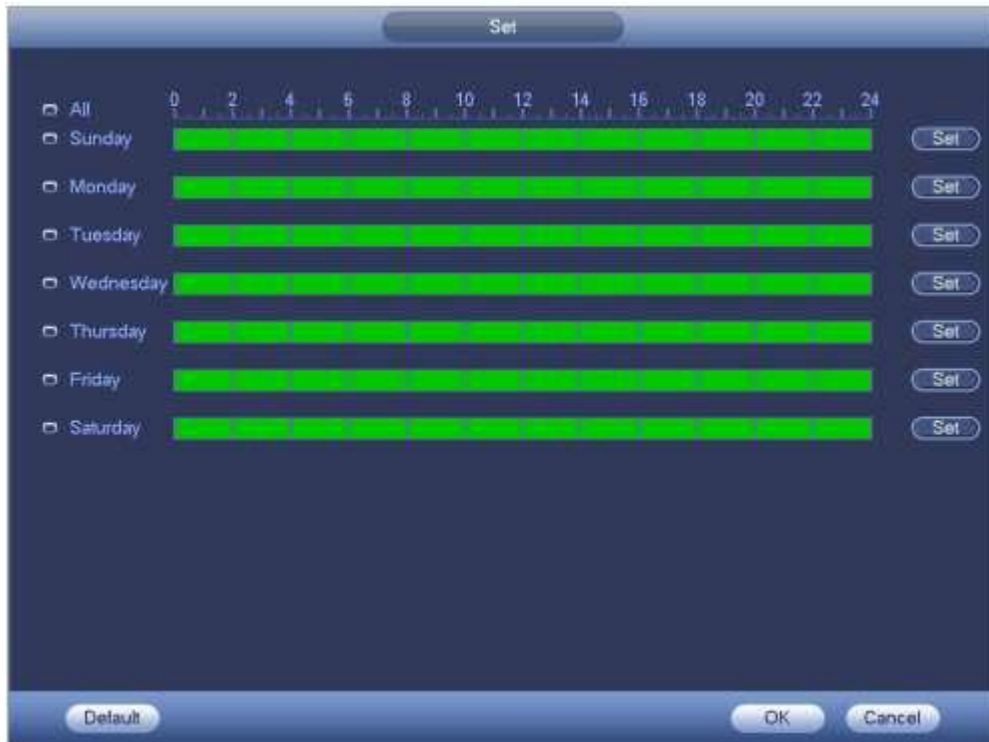 Set
0 2 4 6 8 10 12 14 16 18 20 22 24
All
Sunday Set
Monday Set
Tuesday Set
Wednesday Set
Thursday Set
Friday Set
Saturday Set
Default OK Cancel